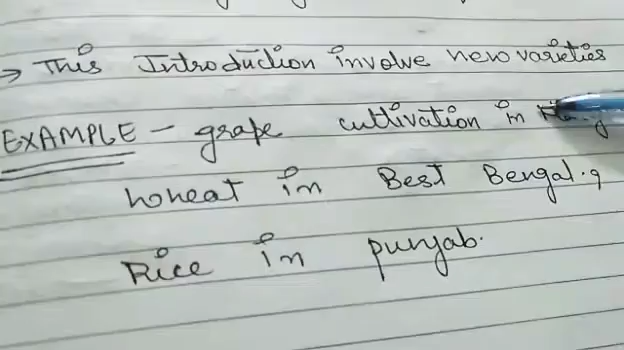 → This Introduction involve new varieties
EXAMPLE - grape cultivation in
wheat in Best Bengal.
Rice in punjab.